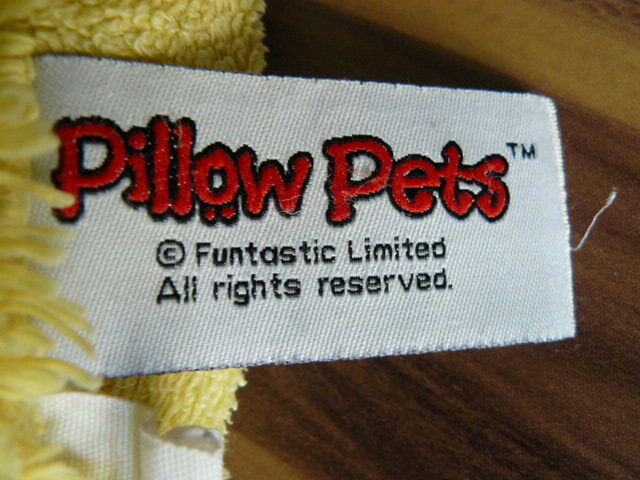 Pillow Pets™
© Funtastic Limited
All rights reserved.